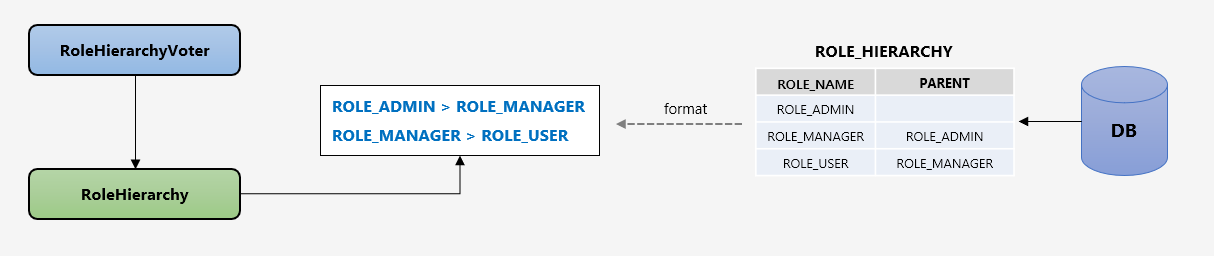 RoleHierarchyVoter
RoleHierarchy
ROLE_ADMIN > ROLE_MANAGER
ROLE_MANAGER > ROLE_USER
format
ROLE_HIERARCHY
ROLE_NAME PARENT
ROLE_ADMIN
ROLE_MANAGER ROLE_ADMIN
ROLE_USER ROLE_MANAGER
DB